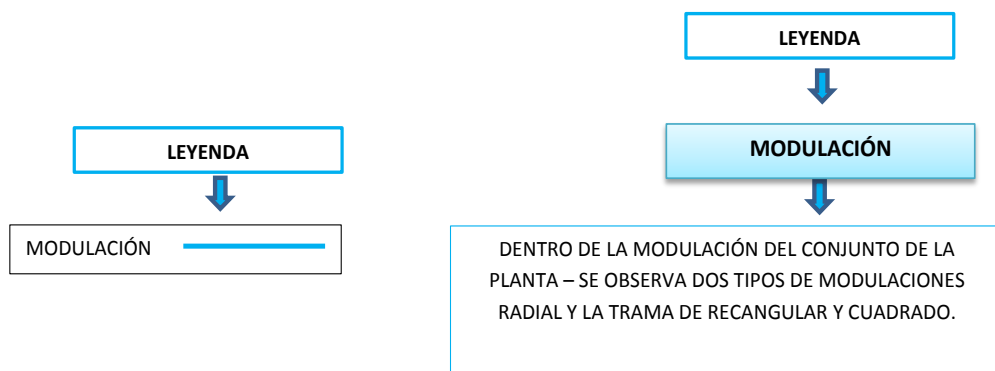 LEYENDA
MODULACIÓN
LEYENDA
MODULACIÓN
DENTRO DE LA MODULACIÓN DEL CONJUNTO DE LA
PLANTA – SE OBSERVA DOS TIPOS DE MODULACIONES
RADIAL Y LA TRAMA DE RECANGULAR Y CUADRADO.